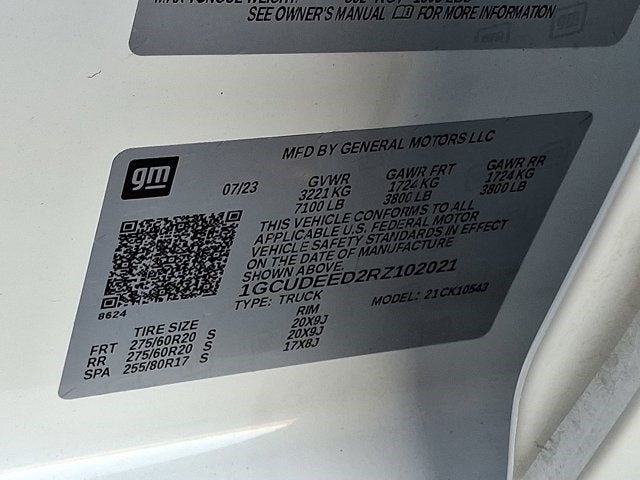 SEE OWNER'S MANUAL FOR MORE INFORMATION
gm
MFD BY GENERAL MOTORS LLC
07/23 GVWR GAWR FRT GAWR RR
3221 KG 1724 KG 1724 KG
7100 LB 3800 LB 3800 LB
THIS VEHICLE CONFORMS TO ALL
APPLICABLE U.S. FEDERAL MOTOR
VEHICLE SAFETY STANDARDS IN EFFECT
ON THE DATE OF MANUFACTURE
SHOWN ABOVE.
1GCUDEED2RZ102021
TYPE: TRUCK MODEL: 21CK10543
8624
TIRE SIZE RIM
FRT 275/60R20 S 20X9J
RR 275/60R20 S 20X9J
SPA 255/80R17 S 17X8J